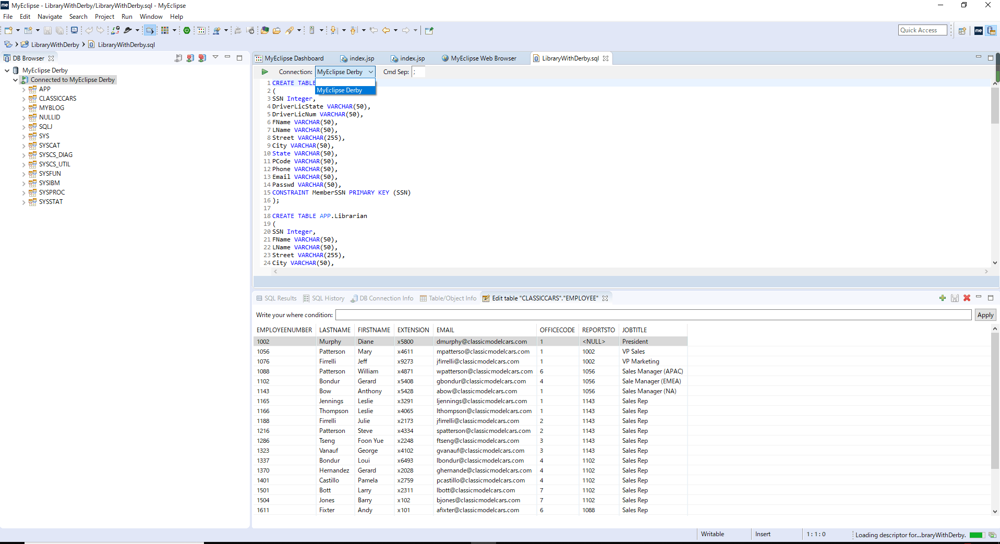 me MyEclipse - LibraryWithDerby/LibraryWithDerby.sql - MyEclipse
File Edit Navigate Search Project Run Window Help
Quick Access me
LibraryWithDerby LibraryWithDerby.sql
DB Browser
MyEclipse Derby
Connected to MyEclipse Derby
APP
CLASSICCARS
MYBLOG
NULLID
SQLJ
SYS
SYSCAT
SYSCS_DIAG
SYSCS_UTIL
SYSFUN
SYSIBM
SYSPROC
SYSSTAT
MyEclipse Dashboard index.jsp index.jsp MyEclipse Web Browser LibraryWithDerby.sql
Connection: MyEclipse Derby Cmd Sep: ;
MyEclipse Derby
1 CREATE TABLE
2 (
3 SSN Integer,
4 DriverLicState VARCHAR(50),
5 DriverLicNum VARCHAR(50),
6 FName VARCHAR(50),
7 LName VARCHAR(50),
8 Street VARCHAR(255),
9 City VARCHAR(50),
10 State VARCHAR(50),
11 PCode VARCHAR(50),
12 Phone VARCHAR(50),
13 Email VARCHAR(50),
14 Passwd VARCHAR(50),
15 CONSTRAINT MemberSSN PRIMARY KEY (SSN)
16 );
17
18 CREATE TABLE APP.Librarian
19 (
20 SSN Integer,
21 FName VARCHAR(50),
22 LName VARCHAR(50),
23 Street VARCHAR(255),
24 City VARCHAR(50),
SQL Results SQL History DB Connection Info Table/Object Info Edit table "CLASSICCARS"."EMPLOYEE"
Write your where condition: Apply
EMPLOYEENUMBER LASTNAME FIRSTNAME EXTENSION EMAIL OFFICECODE REPORTSTO JOBTITLE
1002 Murphy Diane x5800 dmurphy@classicmodelcars.com 1 <NULL> President
1056 Patterson Mary x4611 mpatterso@classicmodelcars.com 1 1002 VP Sales
1076 Firrelli Jeff x9273 jfirrelli@classicmodelcars.com 1 1002 VP Marketing
1088 Patterson William x4871 wpatterson@classicmodelcars.com 6 1056 Sales Manager (APAC)
1102 Bondur Gerard x5408 gbondur@classicmodelcars.com 4 1056 Sale Manager (EMEA)
1143 Bow Anthony x5428 abow@classicmodelcars.com 1 1056 Sales Manager (NA)
1165 Jennings Leslie x3291 ljennings@classicmodelcars.com 1 1143 Sales Rep
1166 Thompson Leslie x4065 lthompson@classicmodelcars.com 1 1143 Sales Rep
1188 Firrelli Julie x2173 jfirrelli@classicmodelcars.com 2 1143 Sales Rep
1216 Patterson Steve x4334 spatterson@classicmodelcars.com 2 1143 Sales Rep
1286 Tseng Foon Yue x2248 ftseng@classicmodelcars.com 3 1143 Sales Rep
1323 Vanauf George x4102 gvanauf@classicmodelcars.com 3 1143 Sales Rep
1337 Bondur Loui x6493 lbondur@classicmodelcars.com 4 1102 Sales Rep
1370 Hernandez Gerard x2028 ghernande@classicmodelcars.com 4 1102 Sales Rep
1401 Castillo Pamela x2759 pcastillo@classicmodelcars.com 4 1102 Sales Rep
1501 Bott Larry x2311 lbott@classicmodelcars.com 7 1102 Sales Rep
1504 Jones Barry x102 bjones@classicmodelcars.com 7 1102 Sales Rep
1611 Fixter Andy x101 afixter@classicmodelcars.com 6 1088 Sales Rep
Writable Insert 1 : 1 : 0 Loading descriptor for...braryWithDerby.